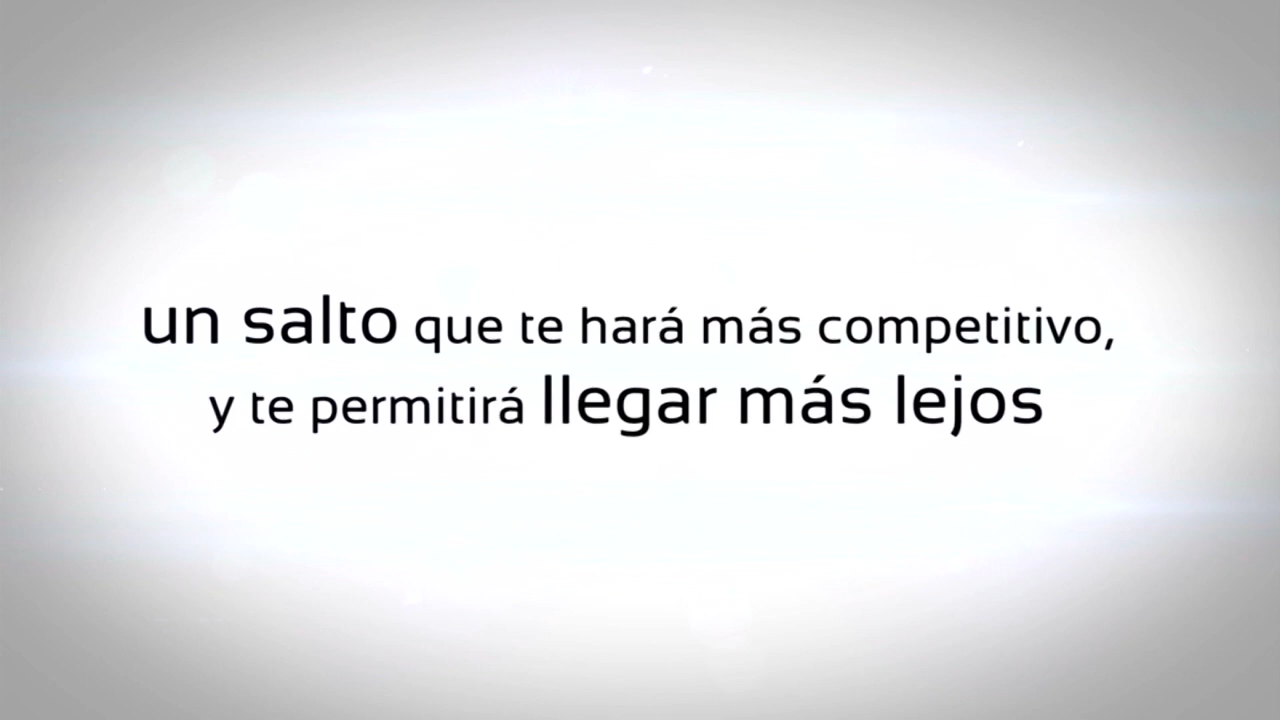 un salto que te hará más competitivo,
y te permitirá llegar más lejos